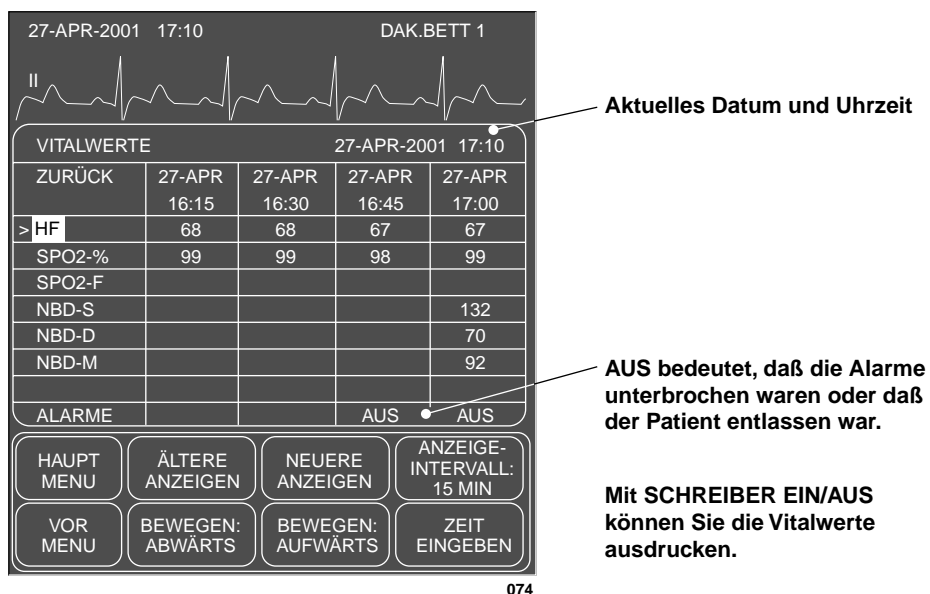 27-APR-2001 17:10 DAK.BETT 1
II
Aktuelles Datum und Uhrzeit
VITALWERTE 27-APR-2001 17:10
ZURÜCK 27-APR 27-APR 27-APR 27-APR
16:15 16:30 16:45 17:00
> HF 68 68 67 67
SPO2-% 99 99 98 99
SPO2-F
NBD-S 132
NBD-D 70
NBD-M 92
ALARME AUS AUS
AUS bedeutet, daß die Alarme
unterbrochen waren oder daß
der Patient entlassen war.
HAUPT
MENU
ÄLTERE
ANZEIGEN
NEUERE
ANZEIGEN
ANZEIGE-
INTERVALL:
15 MIN
VOR
MENU
BEWEGEN:
ABWÄRTS
BEWEGEN:
AUFWÄRTS
ZEIT
EINGEBEN
Mit SCHREIBER EIN/AUS
können Sie die Vitalwerte
ausdrucken.
074